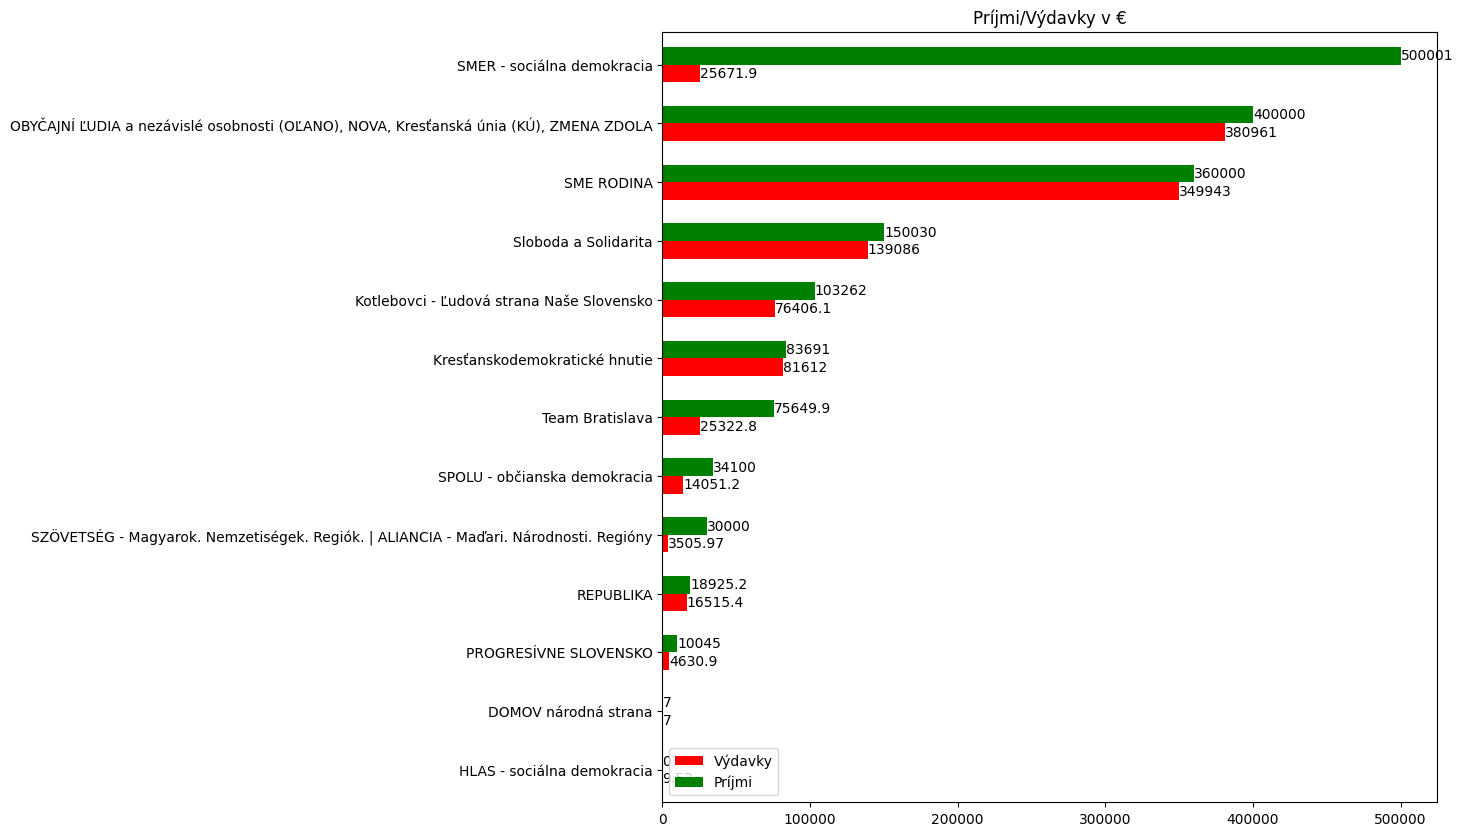 Príjmi/Výdavky v €
SMER - sociálna demokracia
500001
25671.9
OBYČAJNÍ ĽUDIA a nezávislé osobnosti (OĽANO), NOVA, Kresťanská únia (KÚ), ZMENA ZDOLA
400000
380961
SME RODINA
360000
349943
Sloboda a Solidarita
150030
139086
Kotlebovci - Ľudová strana Naše Slovensko
103262
76406.1
Kresťanskodemokratické hnutie
83691
81612
Team Bratislava
75649.9
25322.8
SPOLU - občianska demokracia
34100
14051.2
SZÖVETSÉG - Magyarok. Nemzetiségek. Regiók. | ALIANCIA - Maďari. Národnosti. Regióny
30000
3505.97
REPUBLIKA
18925.2
16515.4
PROGRESÍVNE SLOVENSKO
10045
4630.9
DOMOV národná strana
7
7
HLAS - sociálna demokracia
0
Výdavky
Príjmi
0 100000 200000 300000 400000 500000